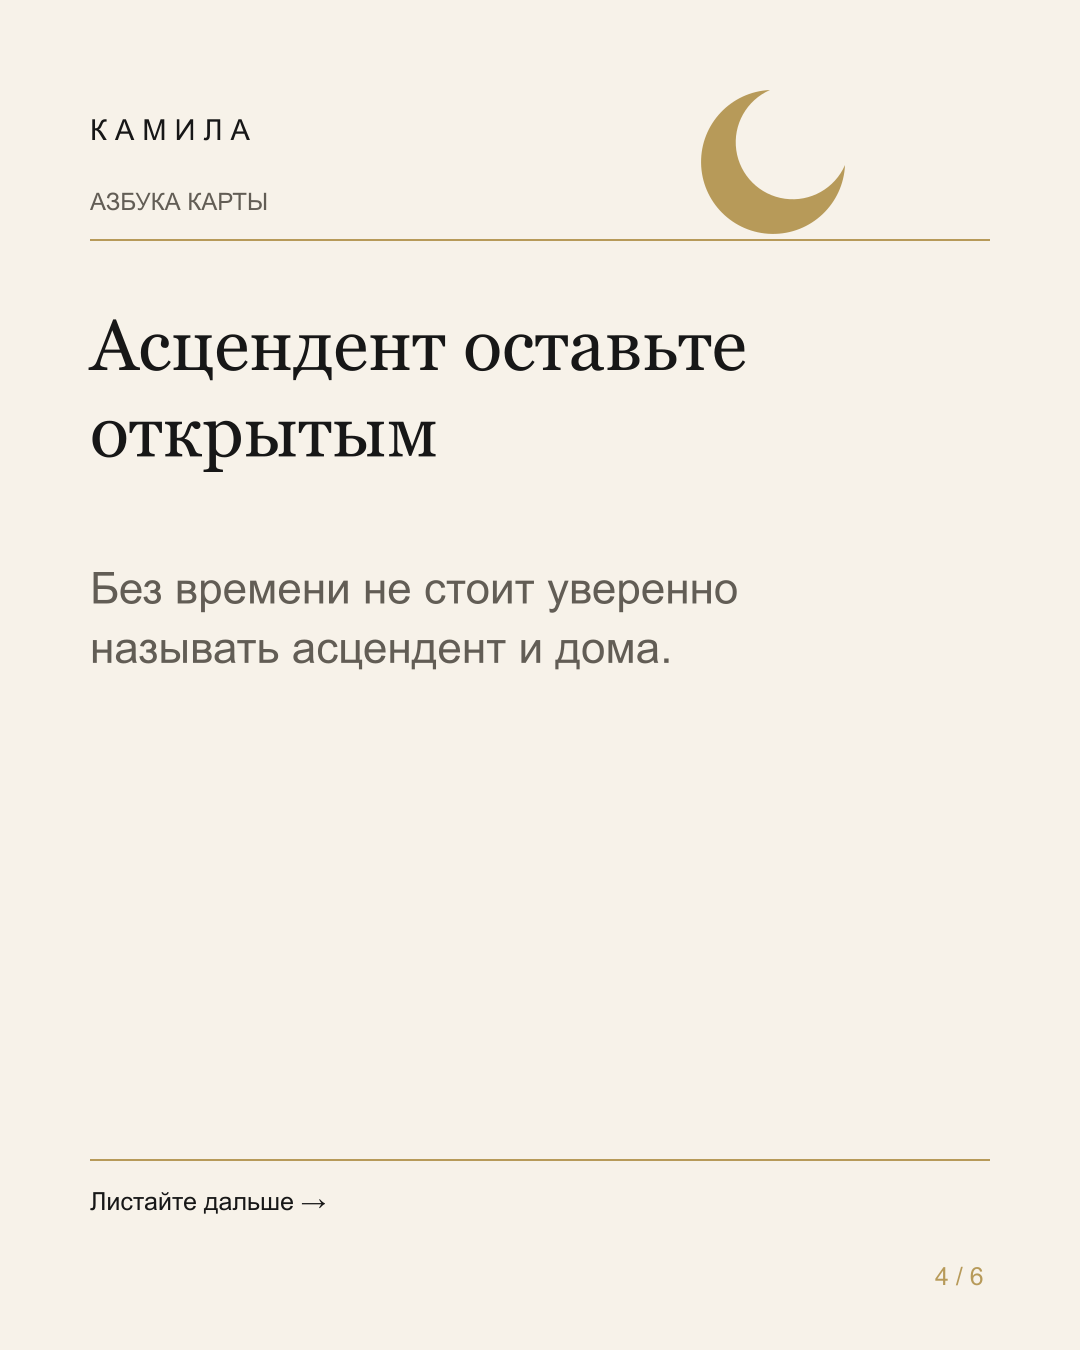 КАМИЛА
АЗБУКА КАРТЫ
Асцендент оставьте
открытым
Без времени не стоит уверенно
называть асцендент и дома.
Листайте дальше →
4 / 6